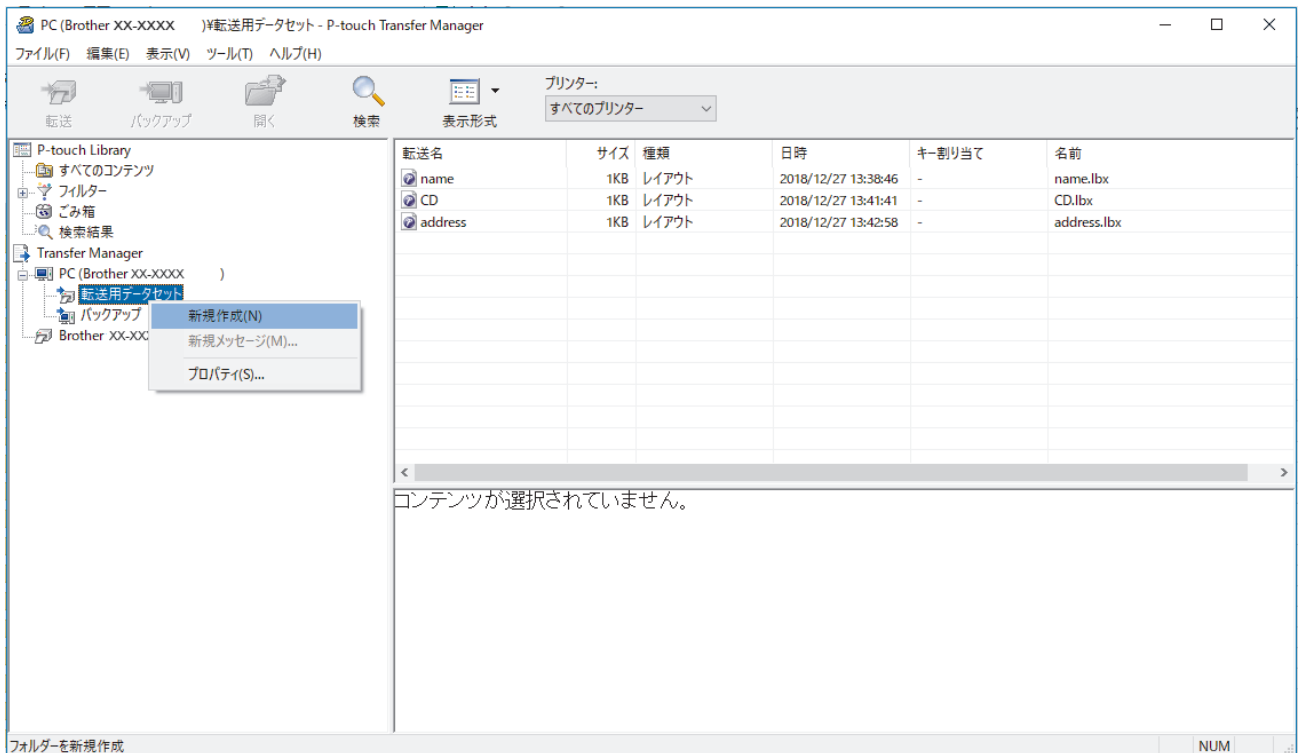 PC (Brother XX-XXXX )¥転送用データセット - P-touch Transfer Manager
ファイル(F) 編集(E) 表示(V) ツール(T) ヘルプ(H)
転送 バックアップ 開く 検索 表示形式
プリンター:
すべてのプリンター
P-touch Library
すべてのコンテンツ
フィルター
ごみ箱
検索結果
Transfer Manager
PC (Brother XX-XXXX )
転送用データセット
バックアップ
Brother XX-XX
新規作成(N)
新規メッセージ(M)...
プロパティ(S)...
転送名 サイズ 種類 日時 キー割り当て 名前
name 1KB レイアウト 2018/12/27 13:38:46 - name.lbx
CD 1KB レイアウト 2018/12/27 13:41:41 - CD.lbx
address 1KB レイアウト 2018/12/27 13:42:58 - address.lbx
コンテンツが選択されていません。
フォルダーを新規作成 NUM